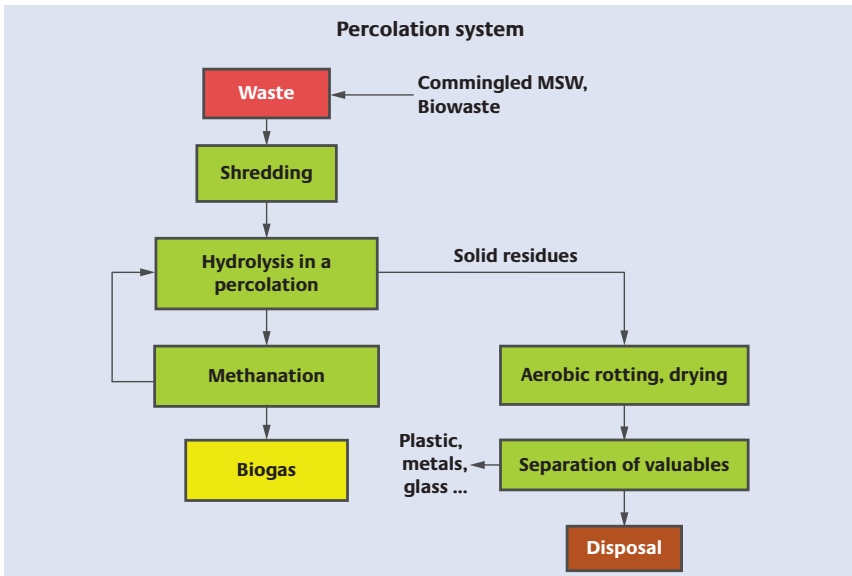 Percolation system
Waste
Commingled MSW,
Biowaste
Shredding
Hydrolysis in a
percolation
Solid residues
Methanation
Aerobic rotting, drying
Biogas
Plastic,
metals,
glass ...
Separation of valuables
Disposal